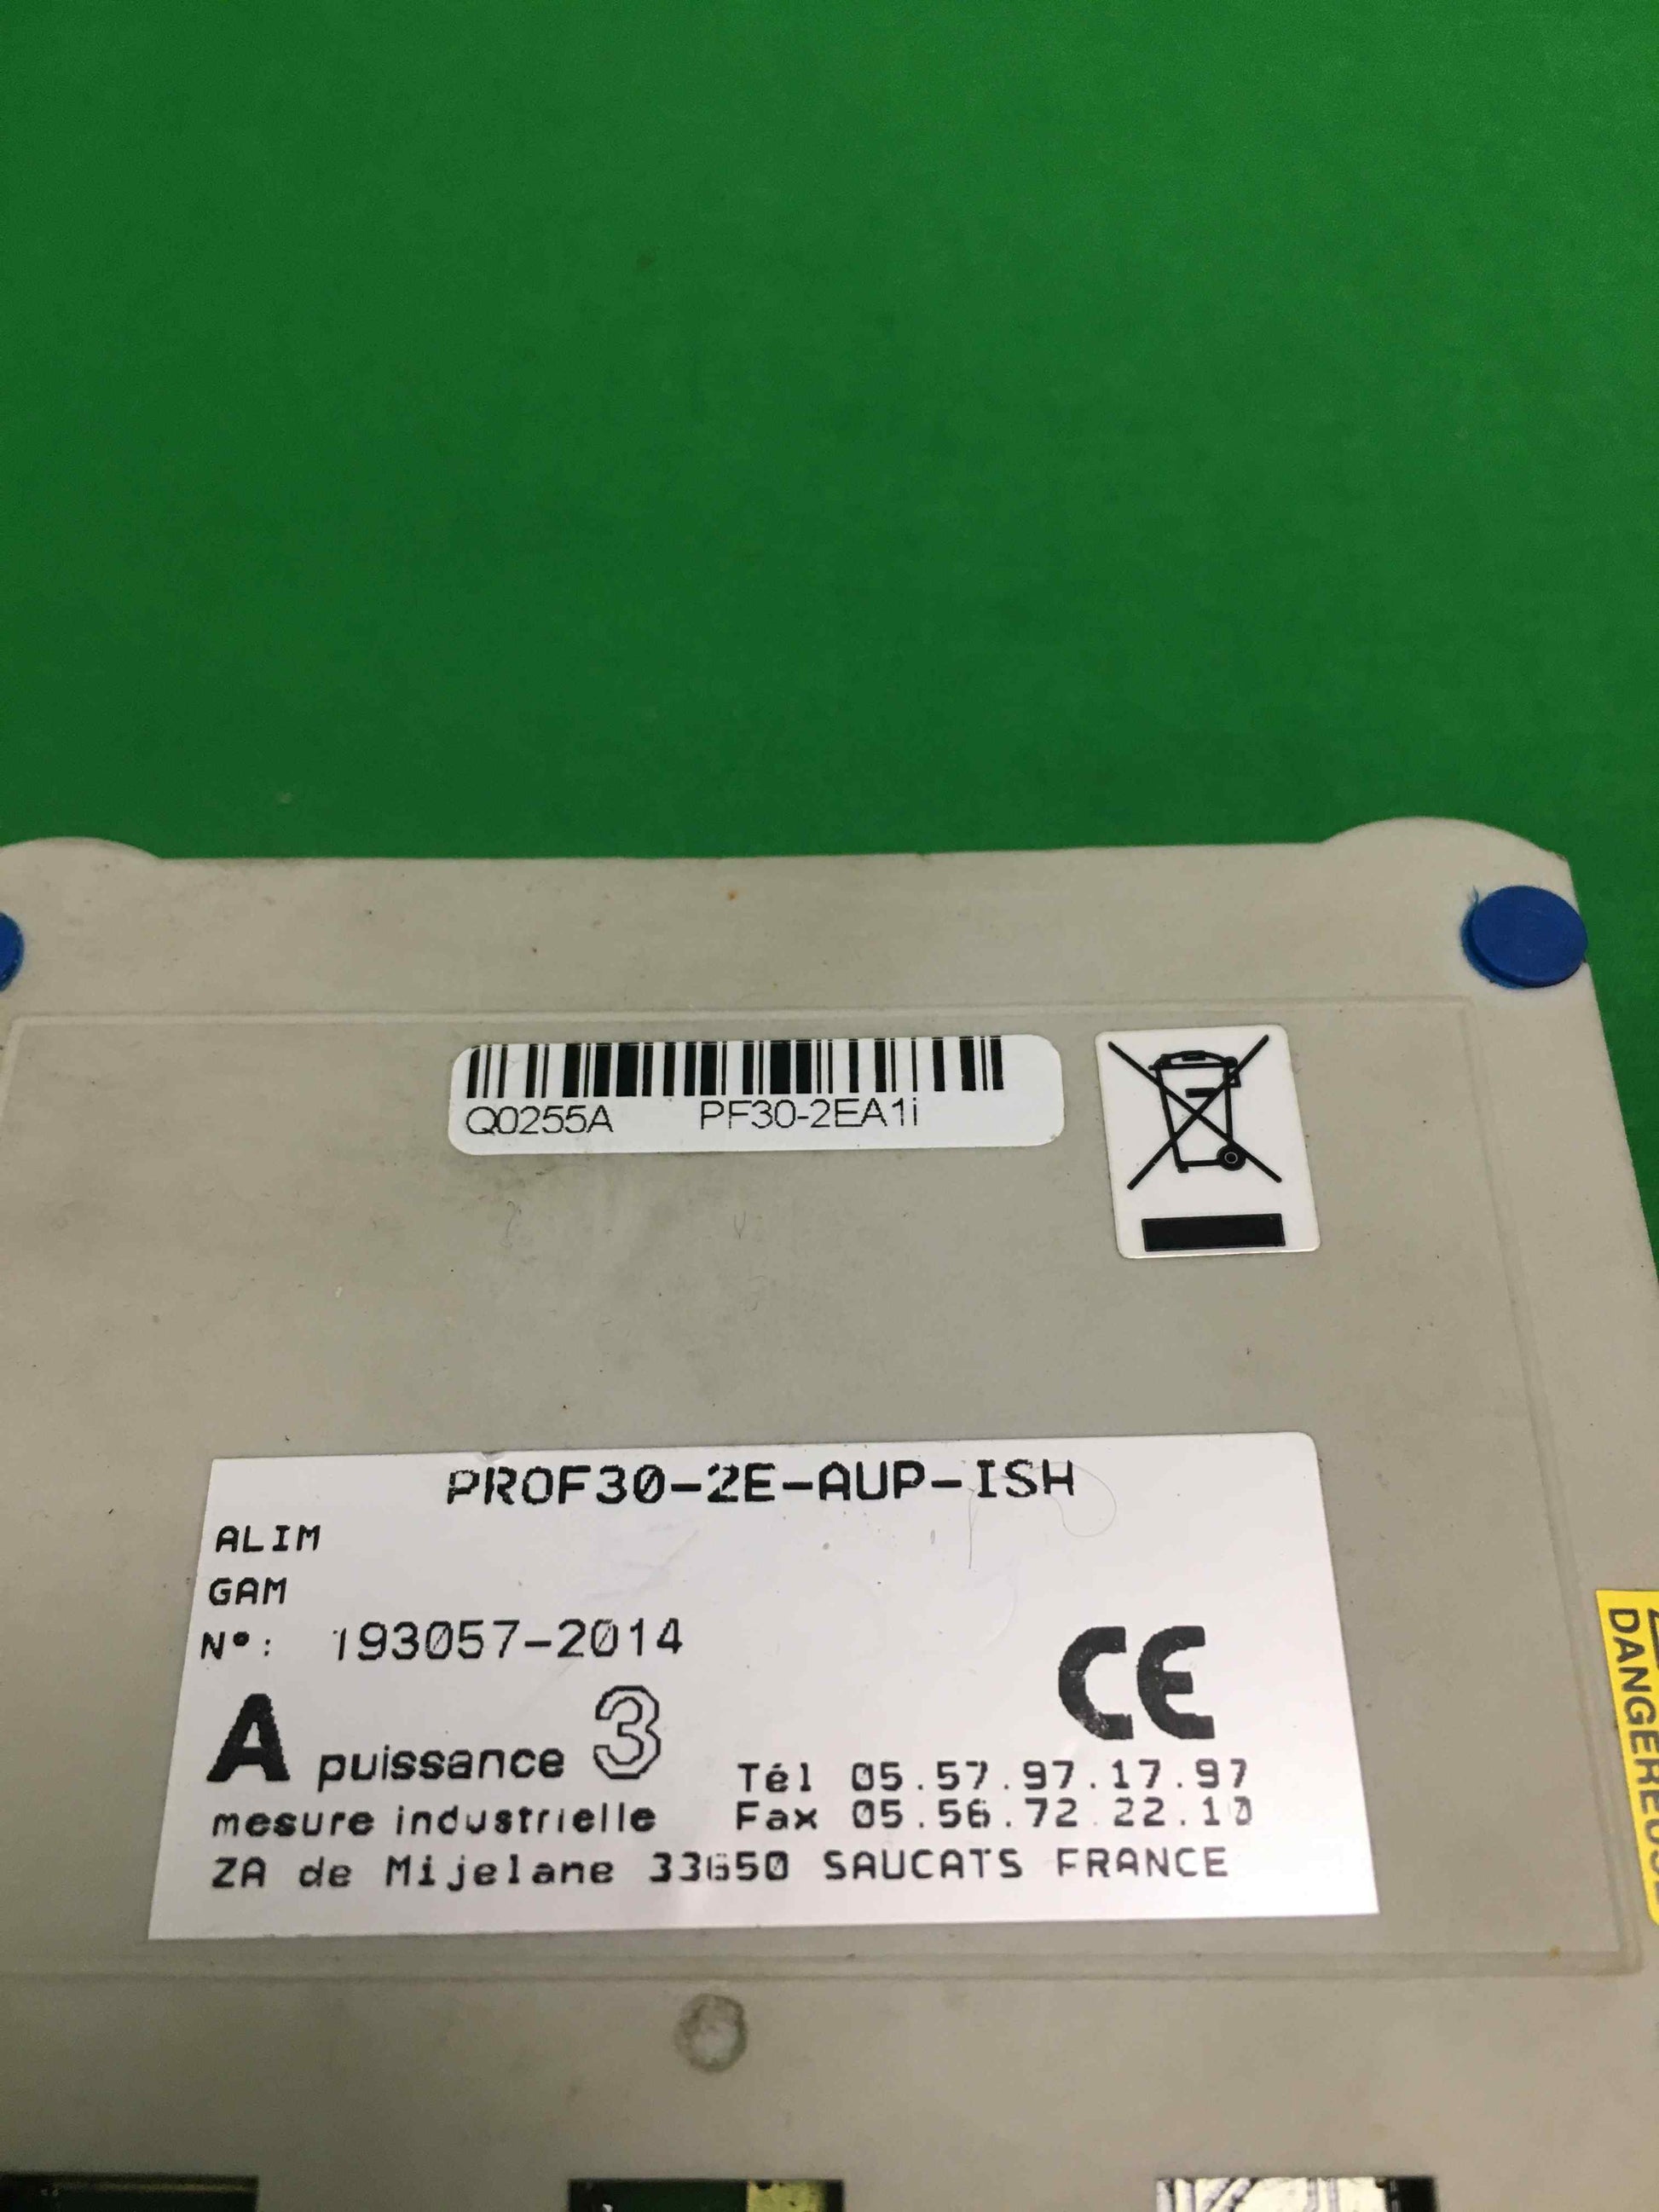 Q0255A PF30-2EA1i
PROF30-2E-AUP-ISH
ALIM
GAM
N°: 193057-2014
CE
A puissance 3
mesure industrielle
Tél 05.57.97.17.97
Fax 05.56.72.22.10
ZA de Mijelane 33650 SAUCATS FRANCE
DANGEREUSE